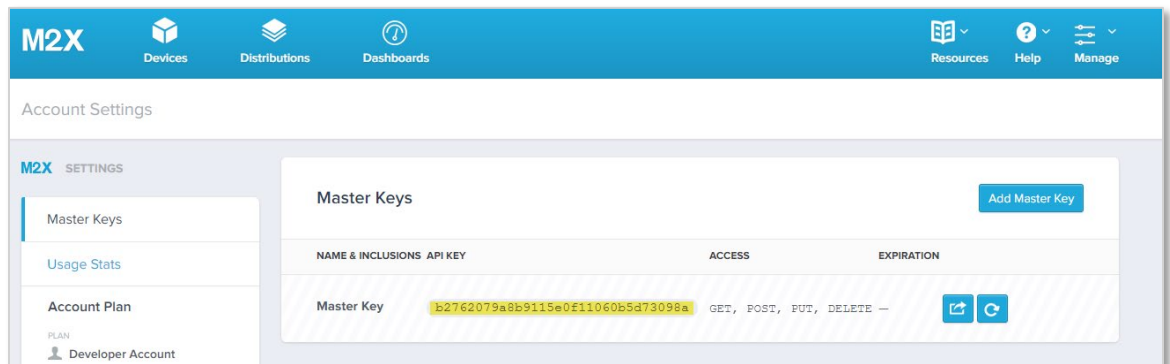 M2X
Devices
Distributions
Dashboards
Resources
Help
Manage
Account Settings
M2X SETTINGS
Master Keys
Usage Stats
Account Plan
PLAN
Developer Account
Master Keys
Add Master Key
NAME & INCLUSIONS API KEY ACCESS EXPIRATION
Master Key b2762079a8b9115e0f11060b5d73098a GET, POST, PUT, DELETE —